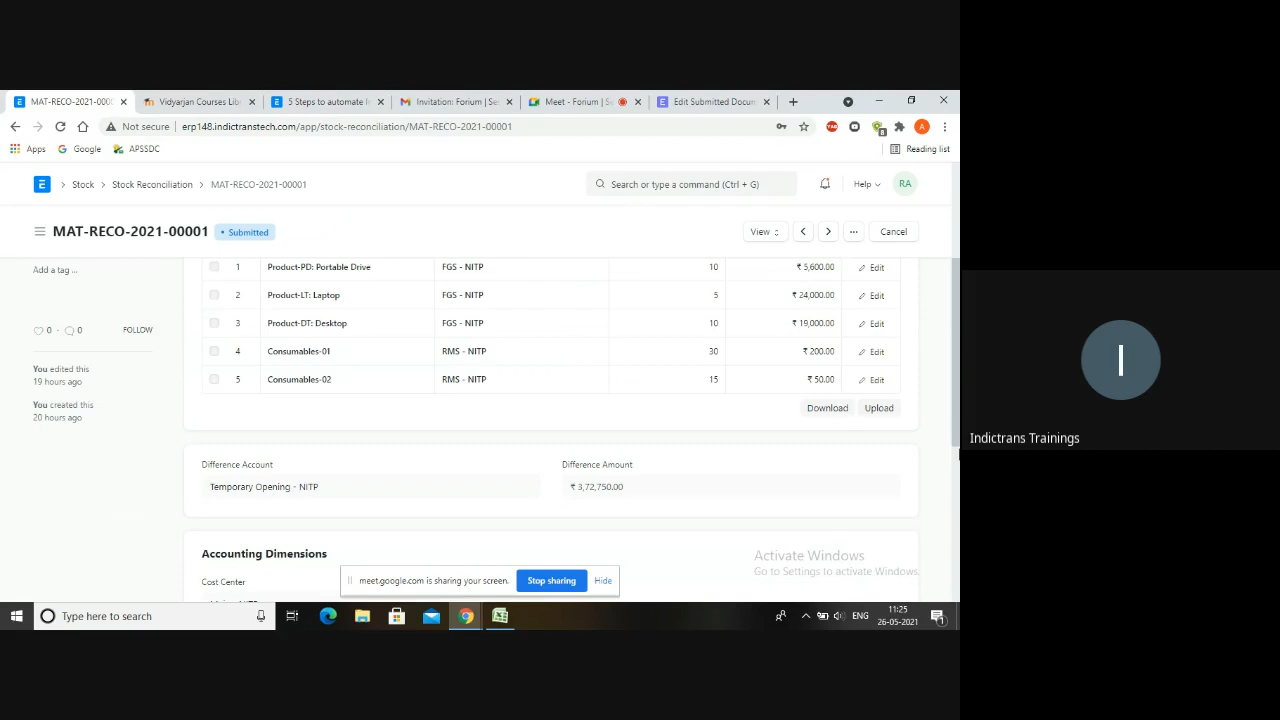 MAT-RECO-2021-000
Vidyarjan Courses Lib
5 Steps to automate I
Invitation: Forium | Se
Meet - Forium | S
Edit Submitted Docun
Not secure
erp148.indictranstech.com/app/stock-reconciliation/MAT-RECO-2021-00001
Apps
Google
APSSDC
Reading list
E
Stock
Stock Reconciliation
MAT-RECO-2021-00001
Search or type a command (Ctrl + G)
Help
RA
MAT-RECO-2021-00001
Submitted
View
Cancel
Add a tag ...
1 Product-PD: Portable Drive FGS - NITP 10 ₹ 5,600.00 Edit
2 Product-LT: Laptop FGS - NITP 5 ₹ 24,000.00 Edit
3 Product-DT: Desktop FGS - NITP 10 ₹ 19,000.00 Edit
4 Consumables-01 RMS - NITP 30 ₹ 200.00 Edit
5 Consumables-02 RMS - NITP 15 ₹ 50.00 Edit
0 · 0 FOLLOW
You edited this
19 hours ago
You created this
20 hours ago
Download
Upload
Difference Account
Temporary Opening - NITP
Difference Amount
₹ 3,72,750.00
Accounting Dimensions
Cost Center
Activate Windows
Go to Settings to activate Windows.
meet.google.com is sharing your screen.
Stop sharing
Hide
Type here to search
ENG
11:25
26-05-2021
I
Indictrans Trainings